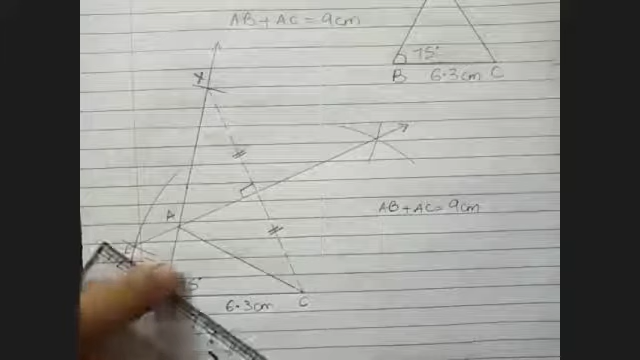 AB + AC = 9cm
75°
B 6.3cm C
X
A
AB + AC = 9cm
6.3cm C